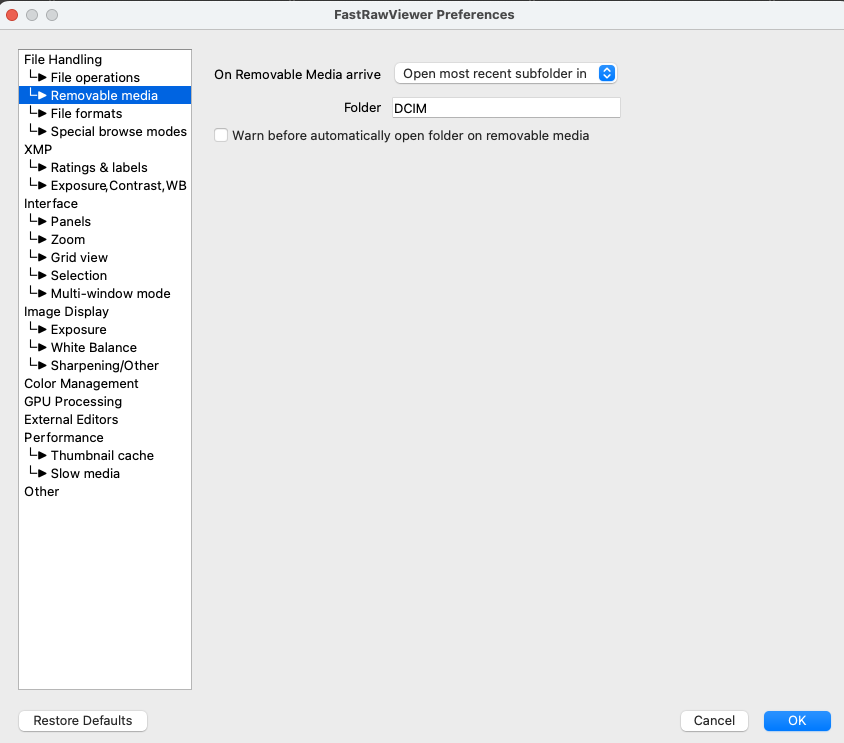 FastRawViewer Preferences
File Handling
File operations
Removable media
File formats
Special browse modes
XMP
Ratings & labels
Exposure,Contrast,WB
Interface
Panels
Zoom
Grid view
Selection
Multi-window mode
Image Display
Exposure
White Balance
Sharpening/Other
Color Management
GPU Processing
External Editors
Performance
Thumbnail cache
Slow media
Other
On Removable Media arrive Open most recent subfolder in
Folder DCIM
Warn before automatically open folder on removable media
Restore Defaults Cancel OK